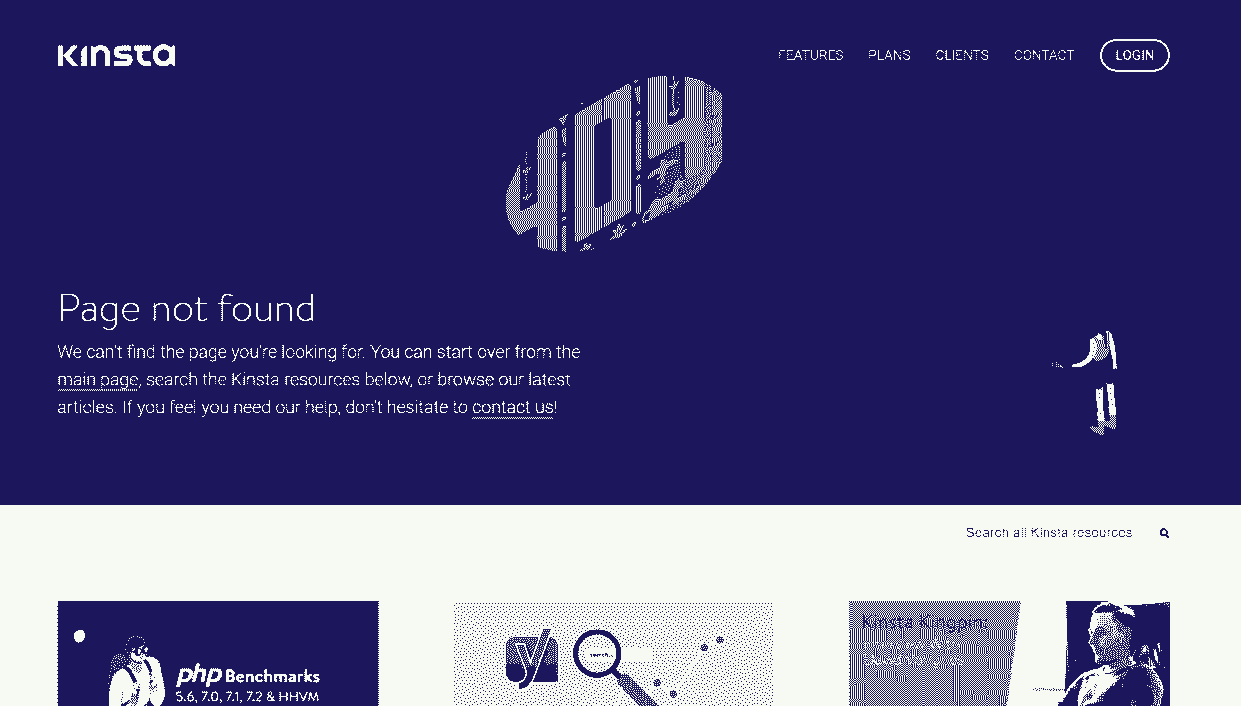 Kinsta
FEATURES PLANS CLIENTS CONTACT LOGIN
404
Page not found
We can't find the page you're looking for. You can start over from the
main page, search the Kinsta resources below, or browse our latest
articles. If you feel you need our help, don't hesitate to contact us!
Search all Kinsta resources
php Benchmarks
5.6, 7.0, 7.1, 7.2 & HHVM
y
Kinsta Kingpin: